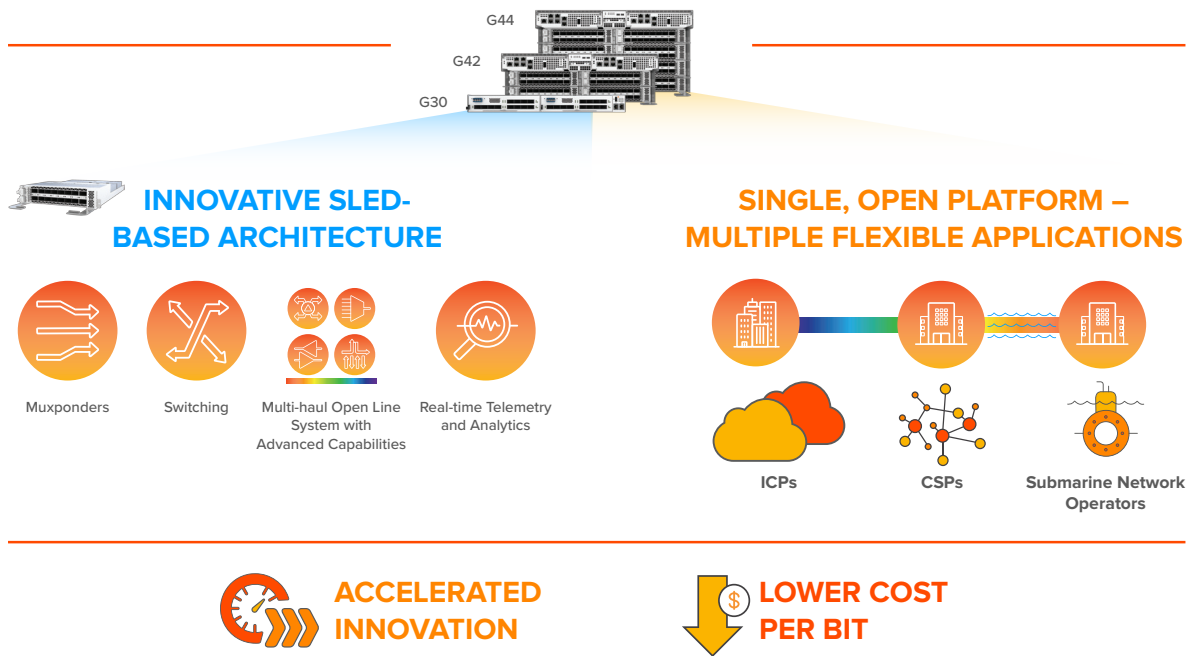 G44
G42
G30
INNOVATIVE SLED-
BASED ARCHITECTURE
SINGLE, OPEN PLATFORM –
MULTIPLE FLEXIBLE APPLICATIONS
Muxponders
Switching
Multi-haul Open Line
System with
Advanced Capabilities
Real-time Telemetry
and Analytics
ICPs
CSPs
Submarine Network
Operators
ACCELERATED
INNOVATION
$
LOWER COST
PER BIT